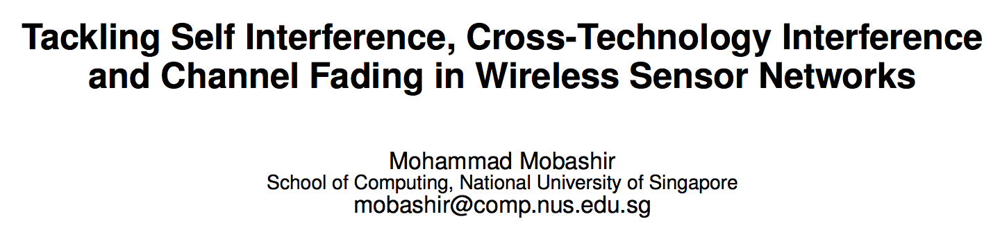 Tackling Self Interference, Cross-Technology Interference
and Channel Fading in Wireless Sensor Networks
Mohammad Mobashir
School of Computing, National University of Singapore
mobashir@comp.nus.edu.sg